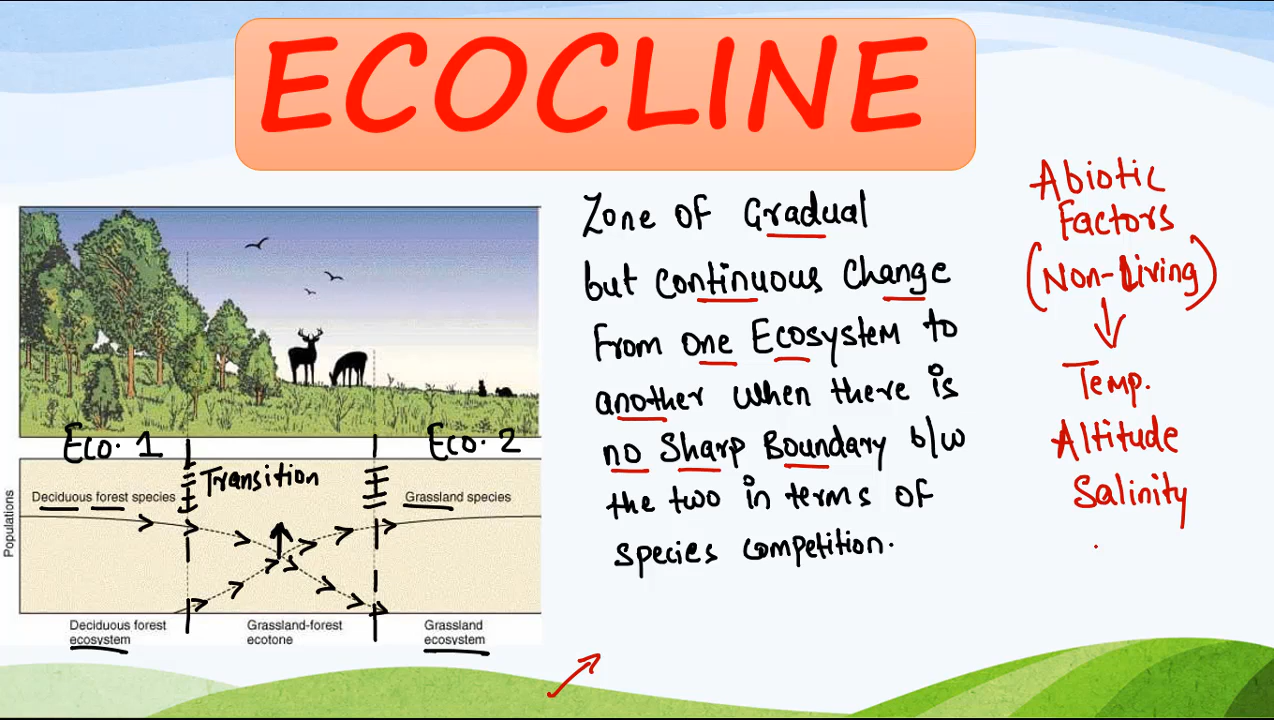 ECOCLINE
Zone of Gradual
but Continuous Change
From one Ecosystem to
another when there is
no Sharp Boundary b/w
the two in terms of
species competition.
Abiotic
Factors
(Non-Living)
Temp.
Altitude
Salinity
Eco. 1
Eco. 2
Transition
Deciduous forest species
Grassland species
Populations
Deciduous forest
ecosystem
Grassland-forest
ecotone
Grassland
ecosystem